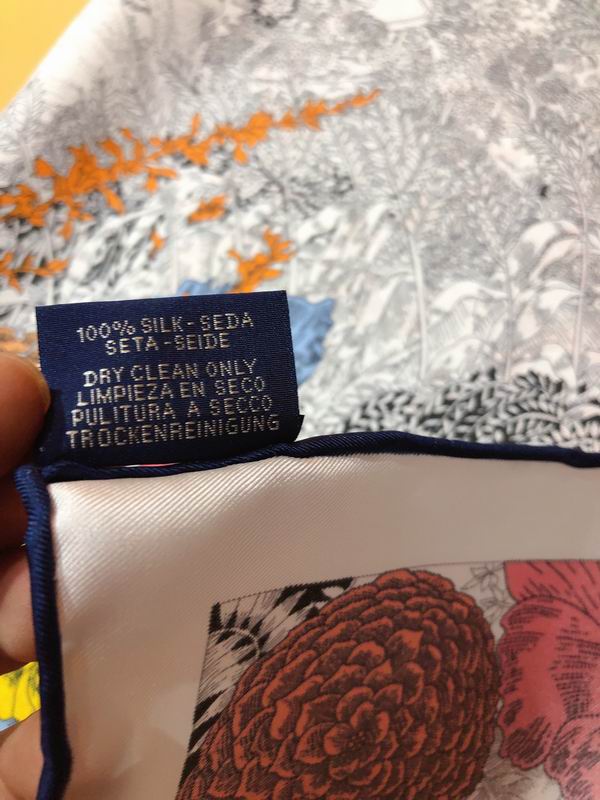 100% SILK - SEDA
SETA - SEIDE
DRY CLEAN ONLY
LIMPIEZA EN SECO
PULITURA A SECCO
TROCKENREINIGUNG